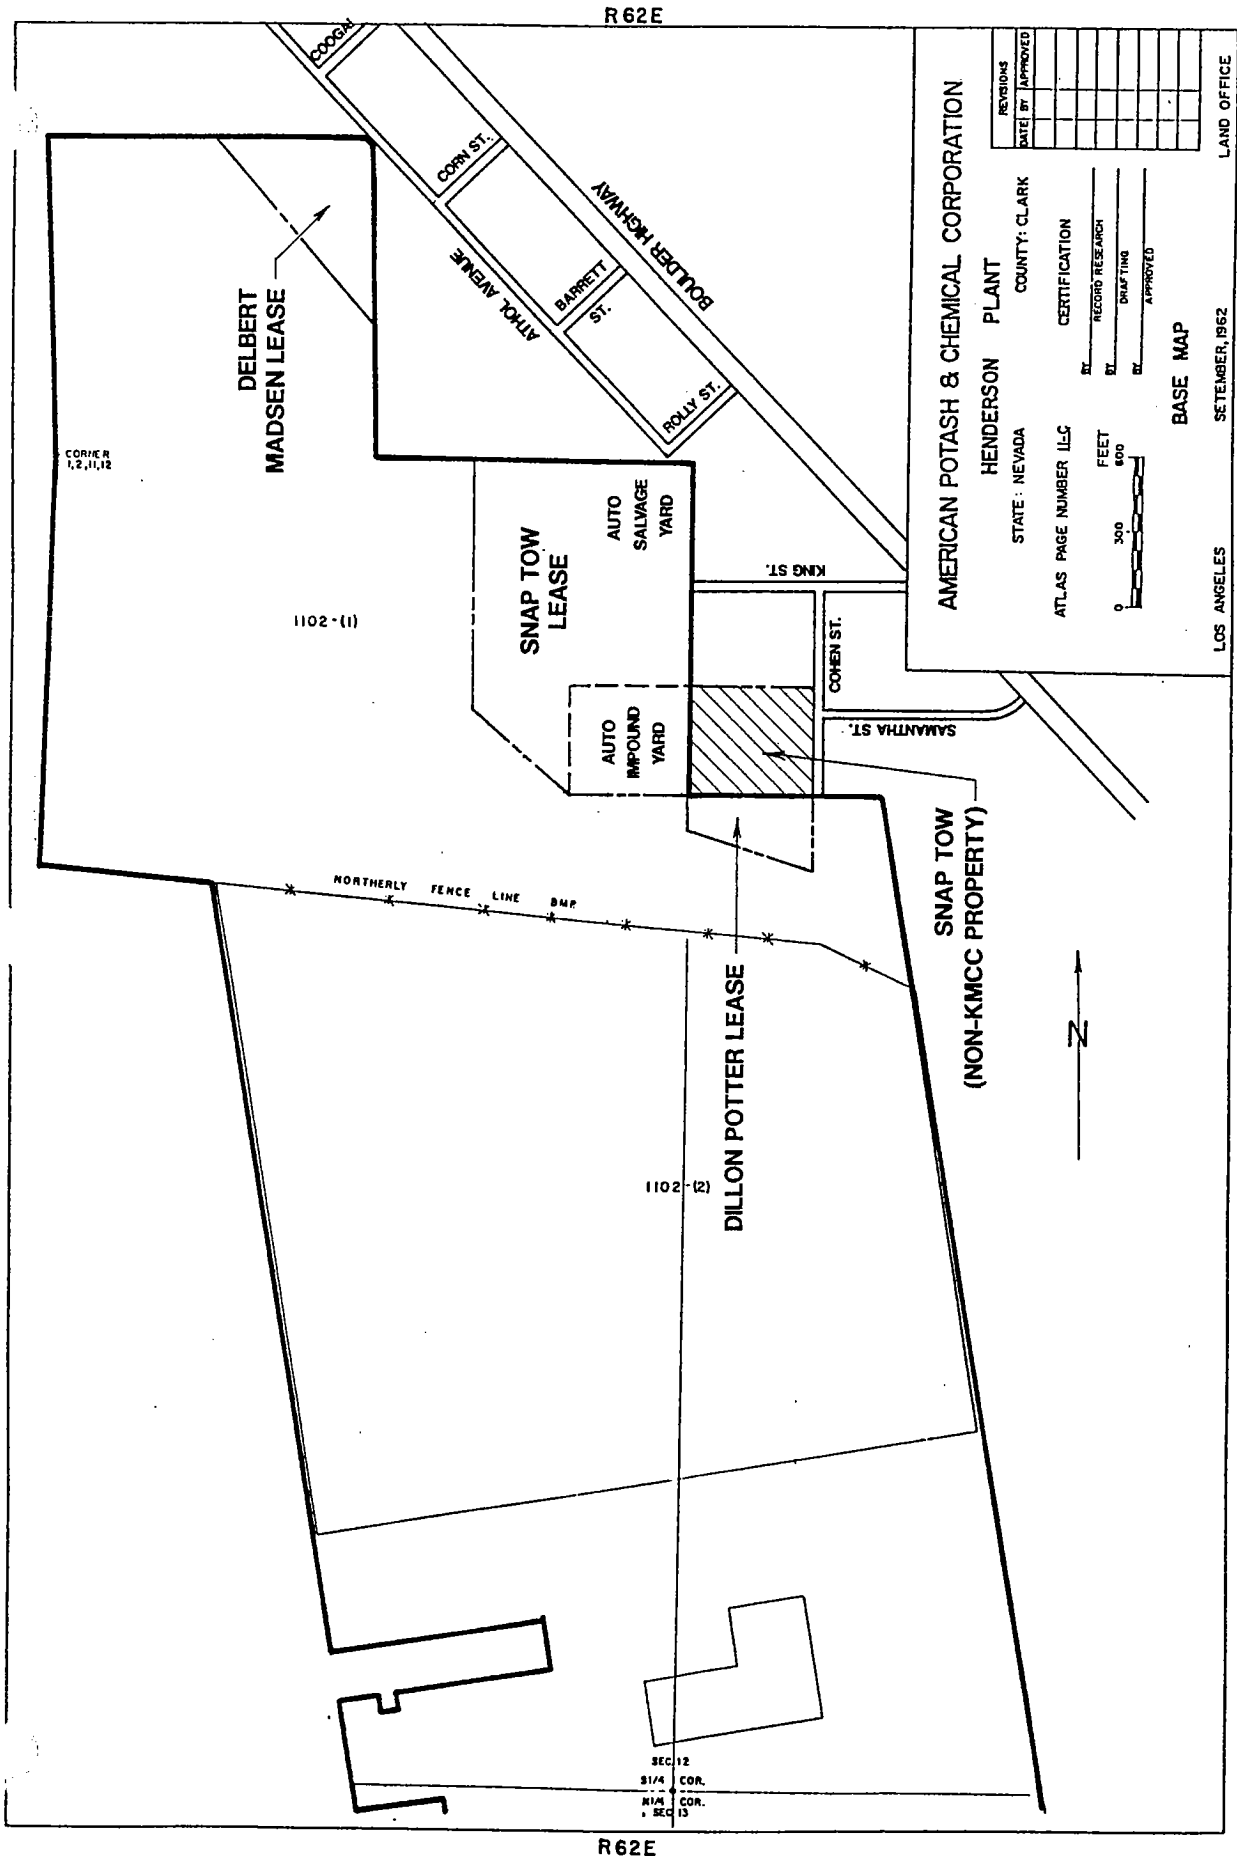 R62E
COOGAN
CORN ST.
BARRETT
ST.
ROLLY ST.
ATHOL AVENUE
BOULDER HIGHWAY
DELBERT
MADSEN LEASE
CORNER
1,2,11,12
1102-(1)
SNAP TOW
LEASE
AUTO
SALVAGE
YARD
AUTO
IMPOUND
YARD
KING ST.
COHEN ST.
SAMANTHA ST.
NORTHERLY FENCE LINE BMP.
SNAP TOW
(NON-KMCC PROPERTY)
DILLON POTTER LEASE
1102-(2)
N
SEC. 12
S1/4 COR.
N1/4 COR.
SEC 13
R62E
AMERICAN POTASH & CHEMICAL CORPORATION
HENDERSON PLANT
STATE: NEVADA COUNTY: CLARK
ATLAS PAGE NUMBER 11-C CERTIFICATION
BY RECORD RESEARCH
BY DRAFTING
BY APPROVED
FEET
0 300 600
BASE MAP
LOS ANGELES SETEMBER, 1962 LAND OFFICE
REVISIONS
DATE BY APPROVED